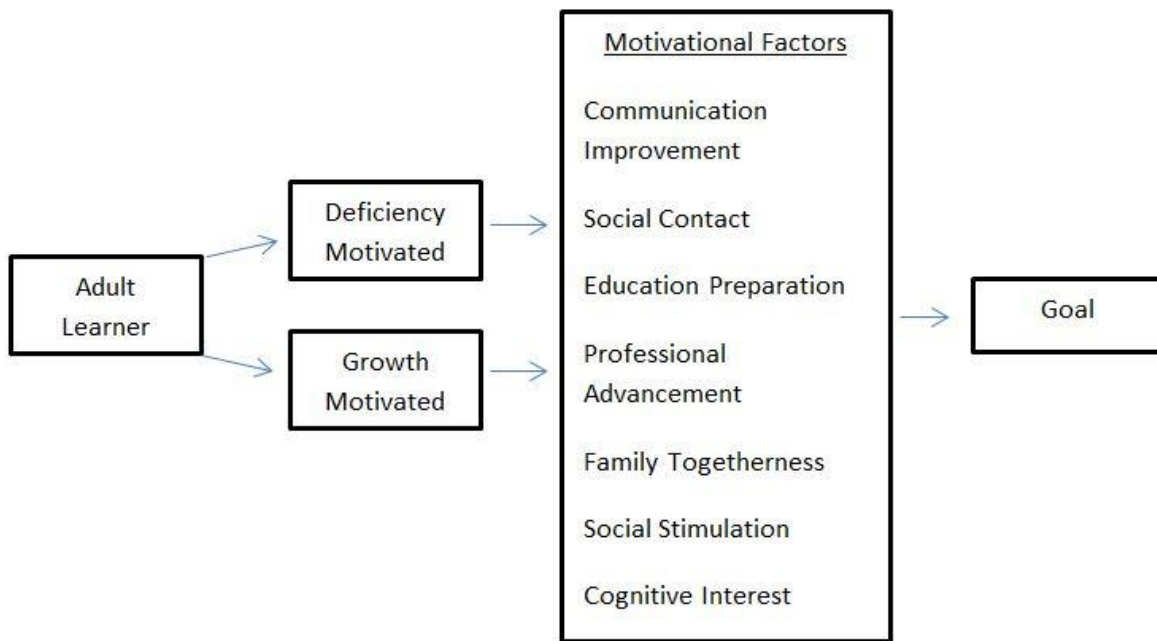 Adult
Learner
Deficiency
Motivated
Growth
Motivated
Motivational Factors
Communication
Improvement
Social Contact
Education Preparation
Professional
Advancement
Family Togetherness
Social Stimulation
Cognitive Interest
Goal